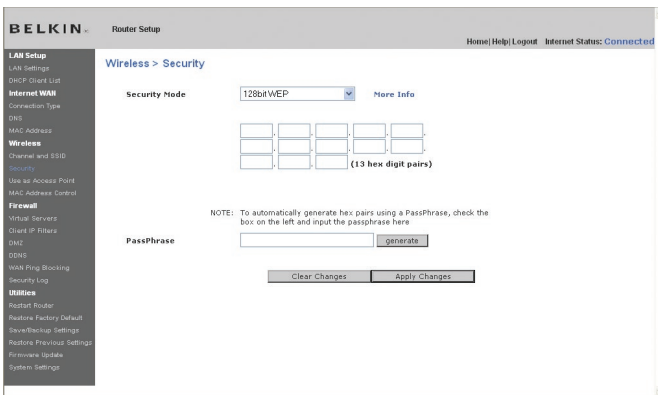 BELKIN®
Router Setup
Home|Help|Logout Internet Status: Connected
LAN Setup
LAN Settings
DHCP Client List
Internet WAN
Connection Type
DNS
MAC Address
Wireless
Channel and SSID
Security
Use as Access Point
MAC Address Control
Firewall
Virtual Servers
Client IP Filters
DMZ
DDNS
WAN Ping Blocking
Security Log
Utilities
Restart Router
Restore Factory Default
Save/Backup Settings
Restore Previous Settings
Firmware Update
System Settings
Wireless > Security
Security Mode 128bit WEP More Info
. . . . .
. . . . .
. . (13 hex digit pairs)
NOTE: To automatically generate hex pairs using a PassPhrase, check the
box on the left and input the passphrase here
PassPhrase generate
Clear Changes Apply Changes